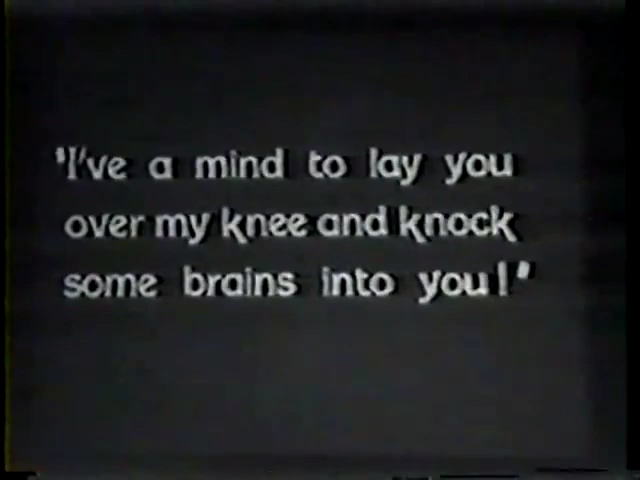 "I've a mind to lay you
over my knee and knock
some brains into you!"